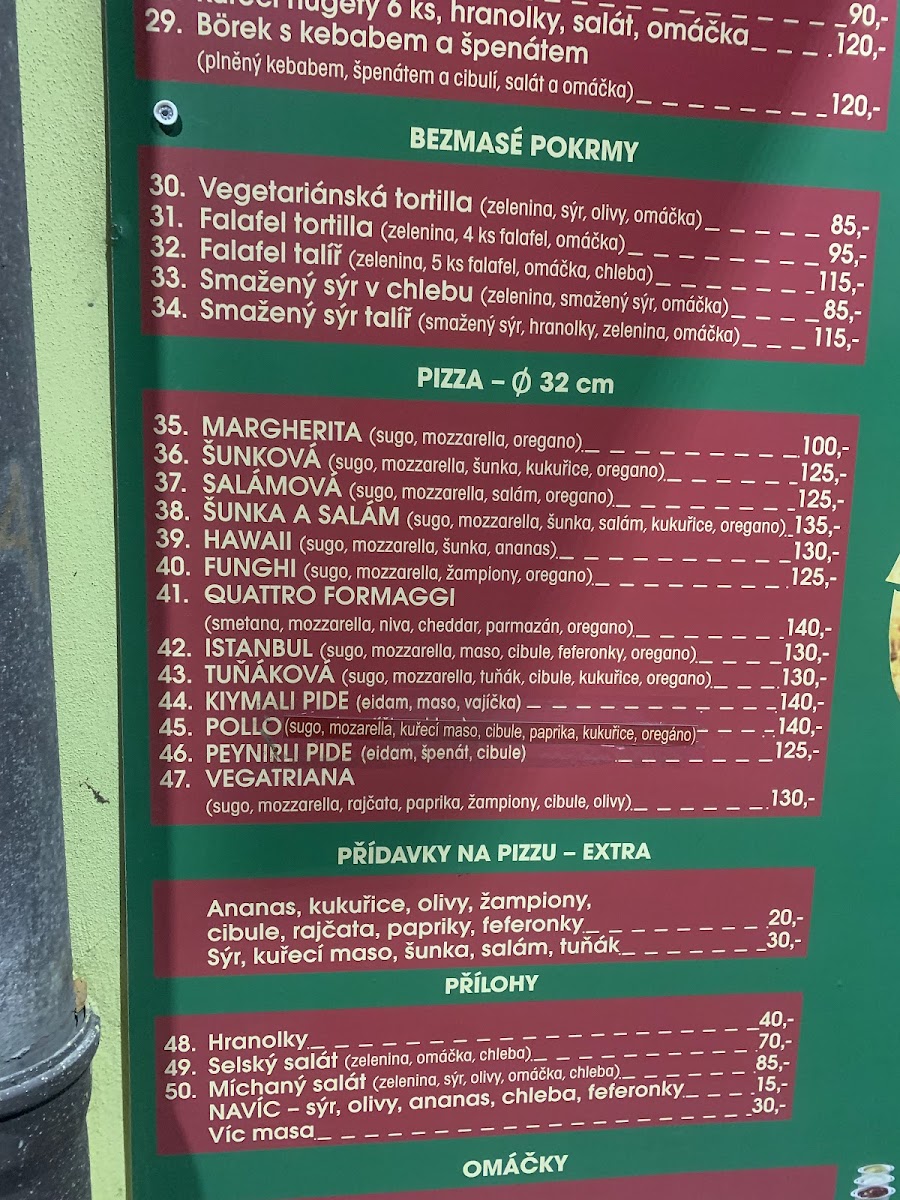 nugety 6 ks, hranolky, salát, omáčka 90,-
29. Börek s kebabem a špenátem 120,-
(plněný kebabem, špenátem a cibulí, salát a omáčka) 120,-
BEZMASÉ POKRMY
30. Vegetariánská tortilla (zelenina, sýr, olivy, omáčka) 85,-
31. Falafel tortilla (zelenina, 4 ks falafel, omáčka) 95,-
32. Falafel talíř (zelenina, 5 ks falafel, omáčka, chleba) 115,-
33. Smažený sýr v chlebu (zelenina, smažený sýr, omáčka) 85,-
34. Smažený sýr talíř (smažený sýr, hranolky, zelenina, omáčka) 115,-
PIZZA – Ø 32 cm
35. MARGHERITA (sugo, mozzarella, oregano) 100,-
36. ŠUNKOVÁ (sugo, mozzarella, šunka, kukuřice, oregano) 125,-
37. SALÁMOVÁ (sugo, mozzarella, salám, oregano) 125,-
38. ŠUNKA A SALÁM (sugo, mozzarella, šunka, salám, kukuřice, oregano) 135,-
39. HAWAII (sugo, mozzarella, šunka, ananas) 130,-
40. FUNGHI (sugo, mozzarella, žampiony, oregano) 125,-
41. QUATTRO FORMAGGI
(smetana, mozzarella, niva, cheddar, parmazán, oregano) 140,-
42. ISTANBUL (sugo, mozzarella, maso, cibule, feferonky, oregano) 130,-
43. TUŇÁKOVÁ (sugo, mozzarella, tuňák, cibule, kukuřice, oregano) 130,-
44. KIYMALI PIDE (eidam, maso, vajíčka) 140,-
45. POLLO (sugo, mozarella, kuřecí maso, cibule, paprika, kukuřice, oregáno) 140,-
46. PEYNIRLI PIDE (eidam, špenát, cibule) 125,-
47. VEGATRIANA
(sugo, mozzarella, rajčata, paprika, žampiony, cibule, olivy) 130,-
PŘÍDAVKY NA PIZZU – EXTRA
Ananas, kukuřice, olivy, žampiony,
cibule, rajčata, papriky, feferonky 20,-
Sýr, kuřecí maso, šunka, salám, tuňák 30,-
PŘÍLOHY
48. Hranolky 40,-
49. Selský salát (zelenina, omáčka, chleba) 70,-
50. Míchaný salát (zelenina, sýr, olivy, omáčka, chleba) 85,-
NAVÍC – sýr, olivy, ananas, chleba, feferonky 15,-
Víc masa 30,-
OMÁČKY